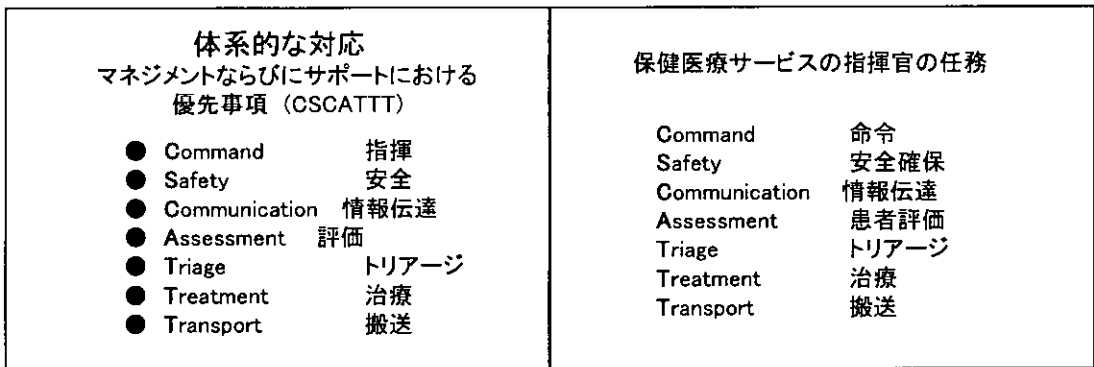 体系的な対応
マネジメントならびにサポートにおける
優先事項（CSCATTT）
● Command 指揮
● Safety 安全
● Communication 情報伝達
● Assessment 評価
● Triage トリアージ
● Treatment 治療
● Transport 搬送
保健医療サービスの指揮官の任務
Command 命令
Safety 安全確保
Communication 情報伝達
Assessment 患者評価
Triage トリアージ
Treatment 治療
Transport 搬送